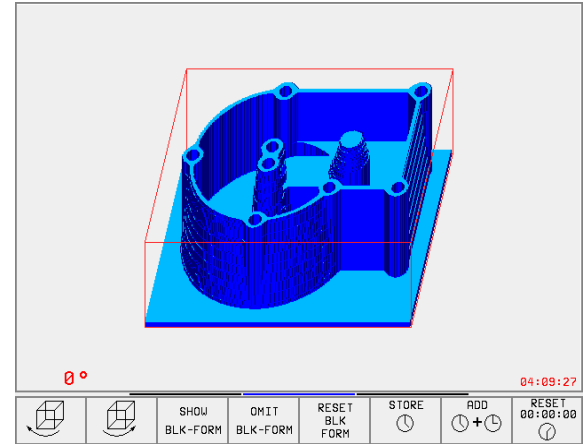 0°
04:09:27
SHOW
BLK-FORM
OMIT
BLK-FORM
RESET
BLK
FORM
STORE
ADD
+
RESET
00:00:00